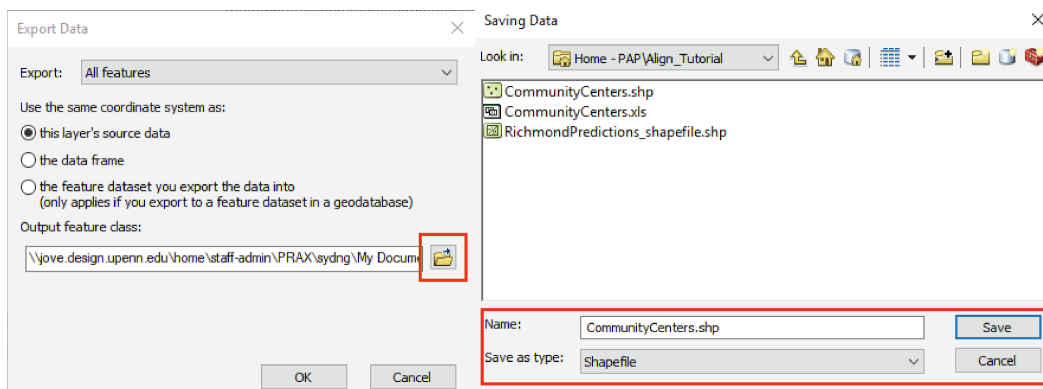 Export Data
Export: All features
Use the same coordinate system as:
this layer's source data
the data frame
the feature dataset you export the data into
(only applies if you export to a feature dataset in a geodatabase)
Output feature class:
\\jove.design.upenn.edu\home\staff-admin\PRAX\sydng\My Docume
OK Cancel
Saving Data
Look in: Home - PAP\Align_Tutorial
CommunityCenters.shp
CommunityCenters.xls
RichmondPredictions_shapefile.shp
Name: CommunityCenters.shp Save
Save as type: Shapefile Cancel